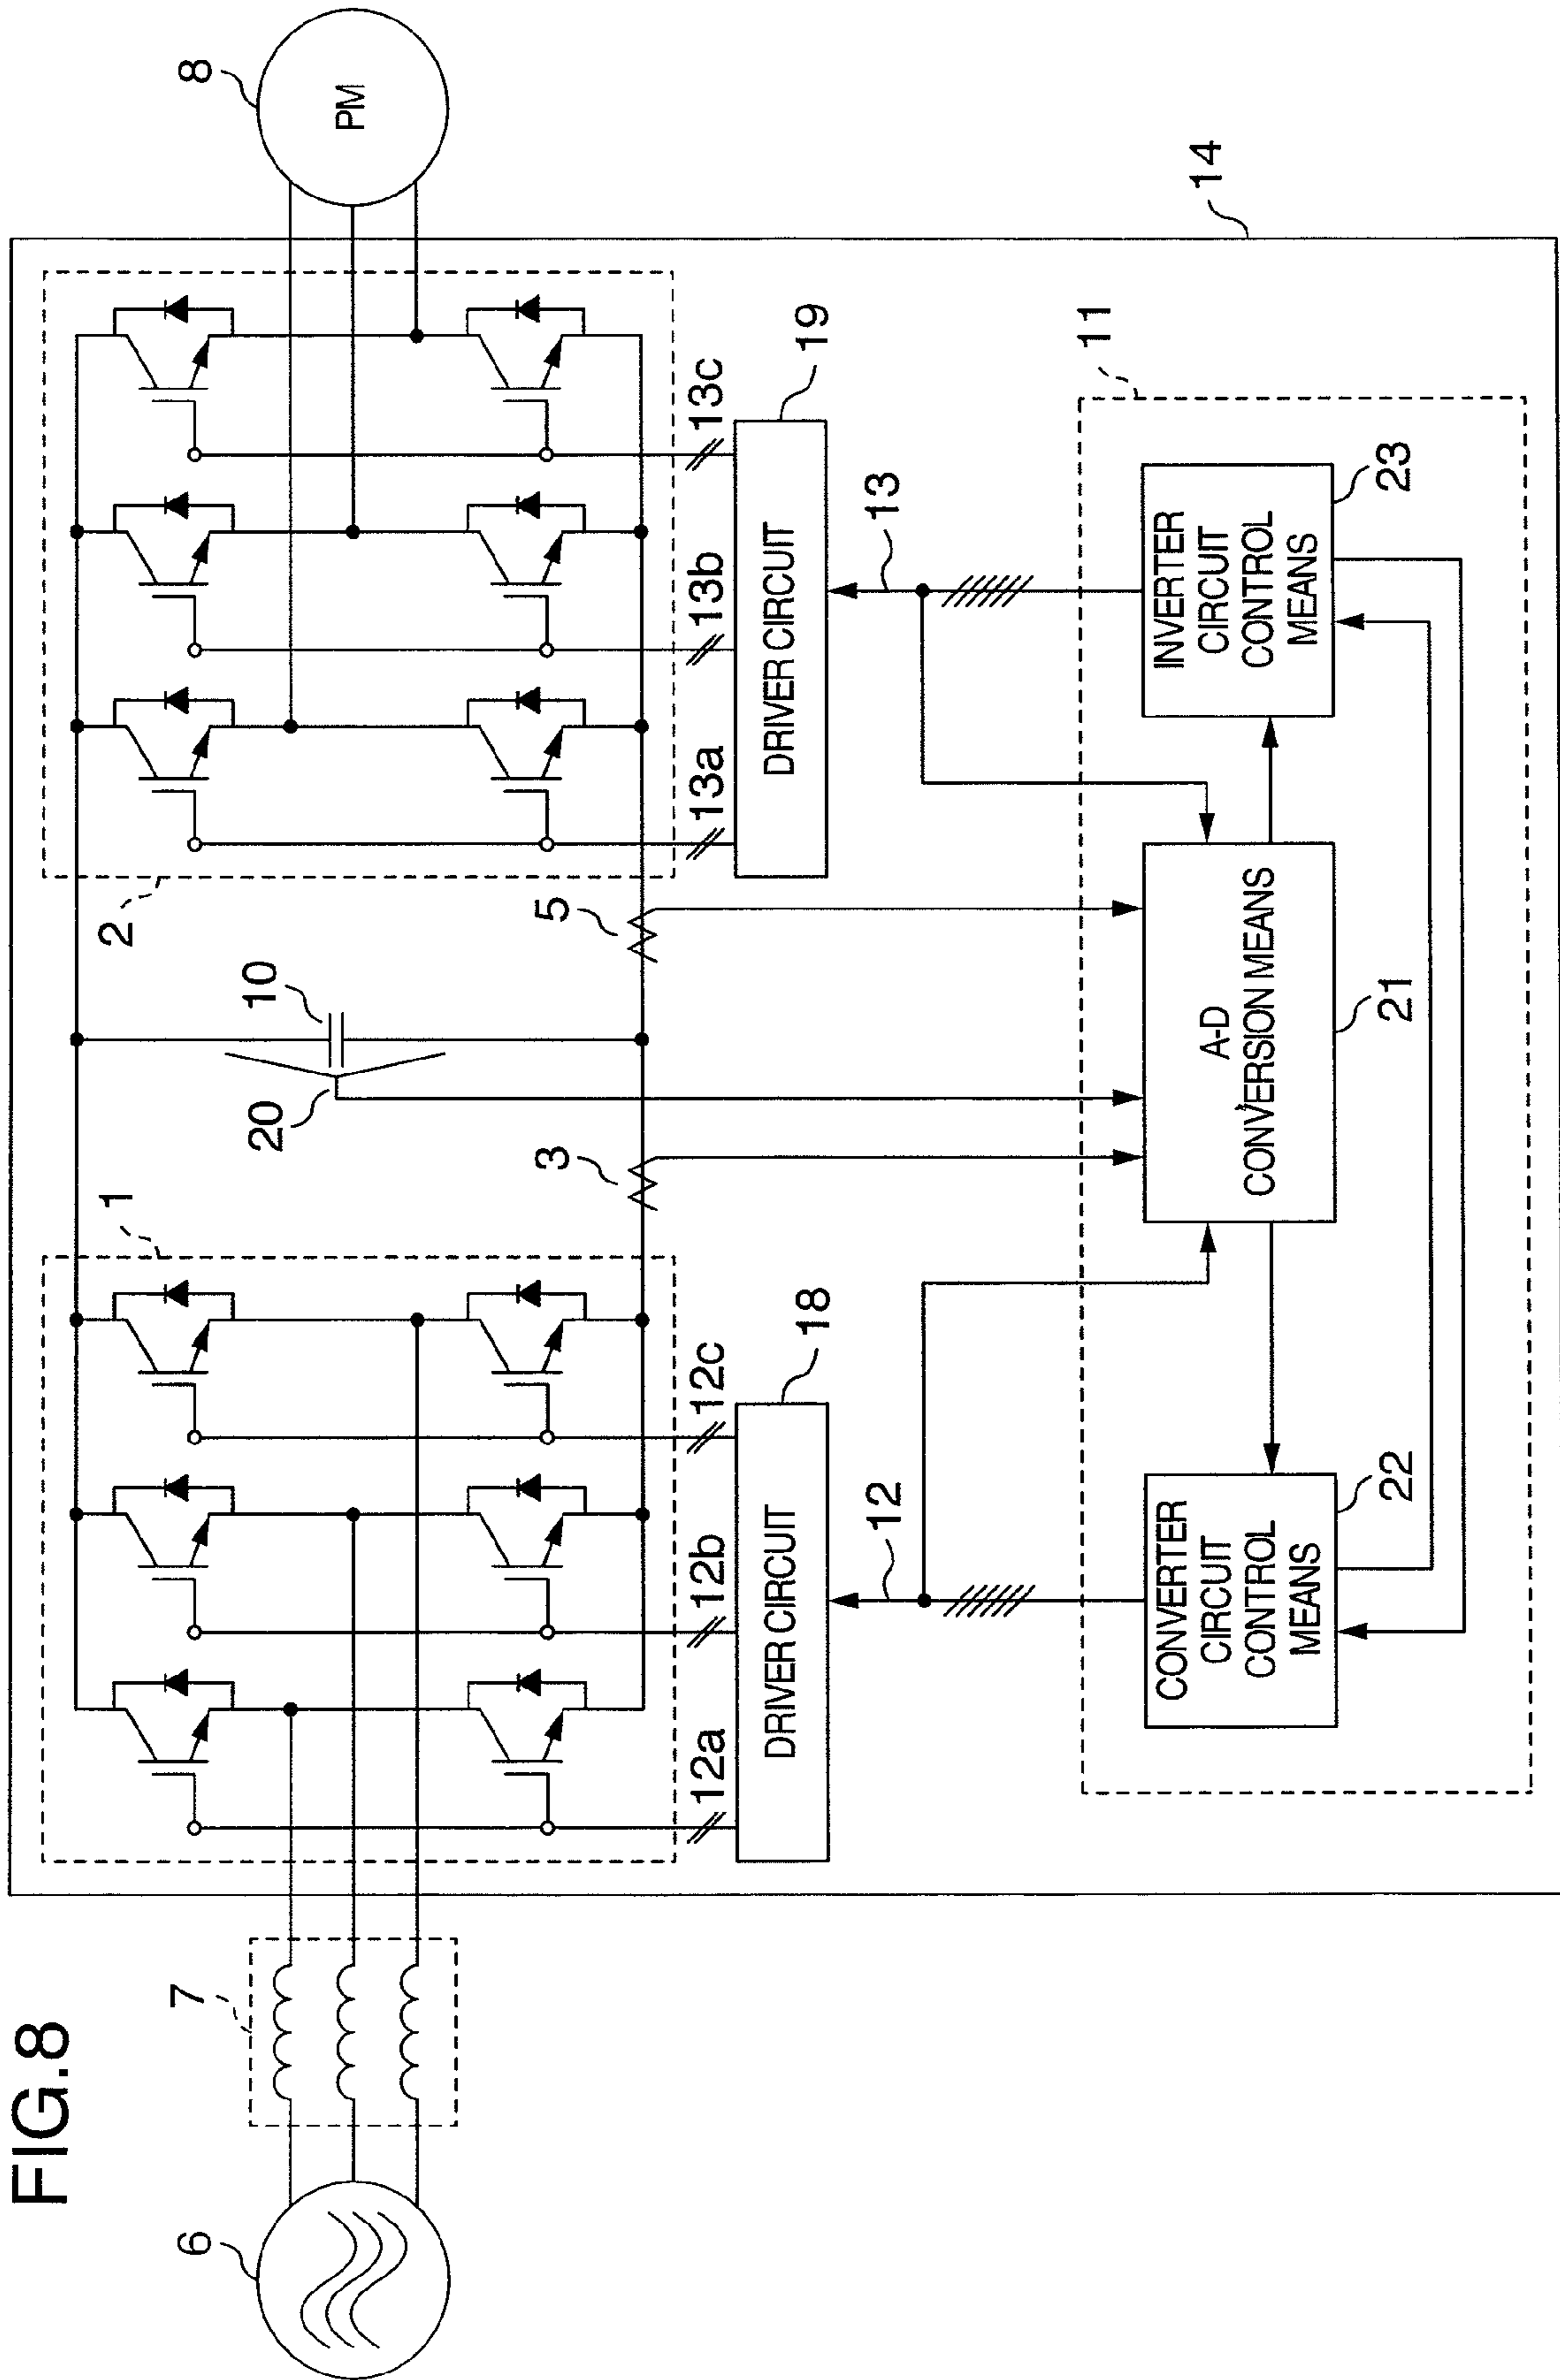 FIG.8
6
7
8
PM
14
1
2
10
20
3
5
12a
12b
12c
13a
13b
13c
DRIVER CIRCUIT
18
DRIVER CIRCUIT
19
12
13
11
CONVERTER
CIRCUIT
CONTROL
MEANS
22
A-D
CONVERSION MEANS
21
INVERTER
CIRCUIT
CONTROL
MEANS
23